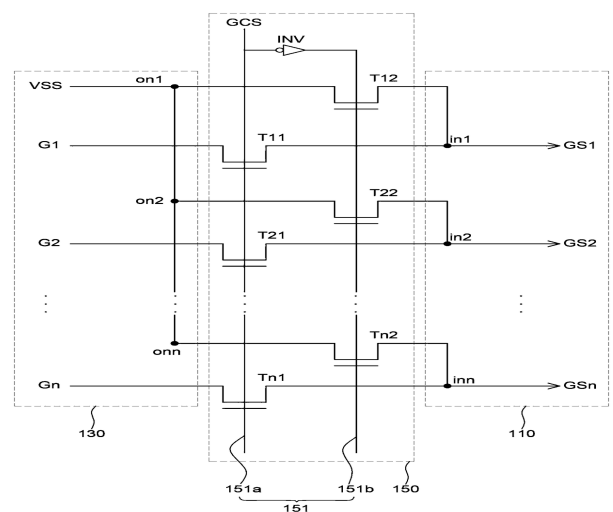 GCS
INV
VSS
on1
T12
G1
T11
in1
GS1
on2
T22
G2
T21
in2
GS2
onn
Tn2
Gn
Tn1
inn
GSn
130
110
151a
151b
150
151